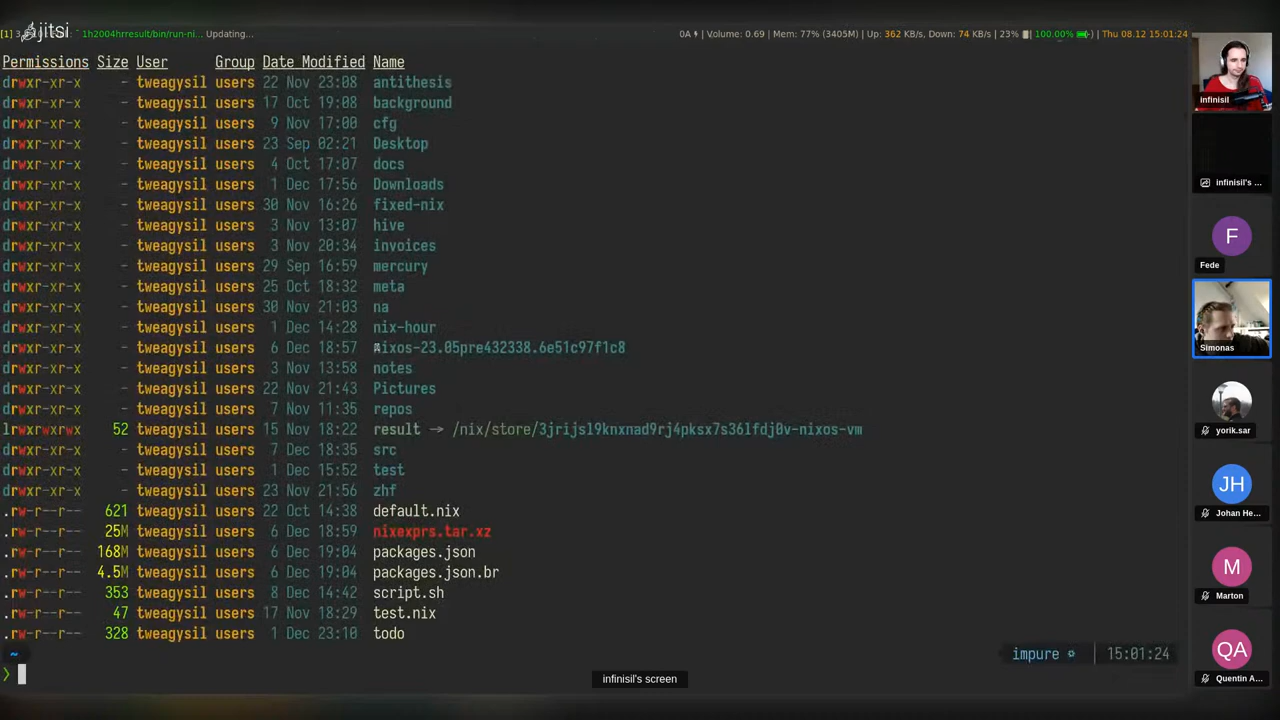 jitsi
[1] 3. 1h2004hrresult/bin/run-ni... Updating...
0A ⚡ | Volume: 0.69 | Mem: 77% (3405M) | Up: 362 KB/s, Down: 74 KB/s | 23% | 100.00% | Thu 08.12 15:01:24
Permissions Size User Group Date Modified Name
drwxr-xr-x - tweagysil users 22 Nov 23:08 antithesis
drwxr-xr-x - tweagysil users 17 Oct 19:08 background
drwxr-xr-x - tweagysil users 9 Nov 17:00 cfg
drwxr-xr-x - tweagysil users 23 Sep 02:21 Desktop
drwxr-xr-x - tweagysil users 4 Oct 17:07 docs
drwxr-xr-x - tweagysil users 1 Dec 17:56 Downloads
drwxr-xr-x - tweagysil users 30 Nov 16:26 fixed-nix
drwxr-xr-x - tweagysil users 3 Nov 13:07 hive
drwxr-xr-x - tweagysil users 3 Nov 20:34 invoices
drwxr-xr-x - tweagysil users 29 Sep 16:59 mercury
drwxr-xr-x - tweagysil users 25 Oct 18:32 meta
drwxr-xr-x - tweagysil users 30 Nov 21:03 na
drwxr-xr-x - tweagysil users 1 Dec 14:28 nix-hour
drwxr-xr-x - tweagysil users 6 Dec 18:57 nixos-23.05pre432338.6e51c97f1c8
drwxr-xr-x - tweagysil users 3 Nov 13:58 notes
drwxr-xr-x - tweagysil users 22 Nov 21:43 Pictures
drwxr-xr-x - tweagysil users 7 Nov 11:35 repos
lrwxrwxrwx 52 tweagysil users 15 Nov 18:22 result → /nix/store/3jrijsl9knxnad9rj4pksx7s36lfdj0v-nixos-vm
drwxr-xr-x - tweagysil users 7 Dec 18:35 src
drwxr-xr-x - tweagysil users 1 Dec 15:52 test
drwxr-xr-x - tweagysil users 23 Nov 21:56 zhf
.rw-r--r-- 621 tweagysil users 22 Oct 14:38 default.nix
.rw-r--r-- 25M tweagysil users 6 Dec 18:59 nixexprs.tar.xz
.rw-r--r-- 168M tweagysil users 6 Dec 19:04 packages.json
.rw-r--r-- 4.5M tweagysil users 6 Dec 19:04 packages.json.br
.rw-r--r-- 353 tweagysil users 8 Dec 14:42 script.sh
.rw-r--r-- 47 tweagysil users 17 Nov 18:29 test.nix
.rw-r--r-- 328 tweagysil users 1 Dec 23:10 todo
~ impure 15:01:24
❯
infinisil's screen
infinisil
infinisil's ...
F
Fede
Simonas
yorik.sar
JH
Johan He...
M
Marton
QA
Quentin A...